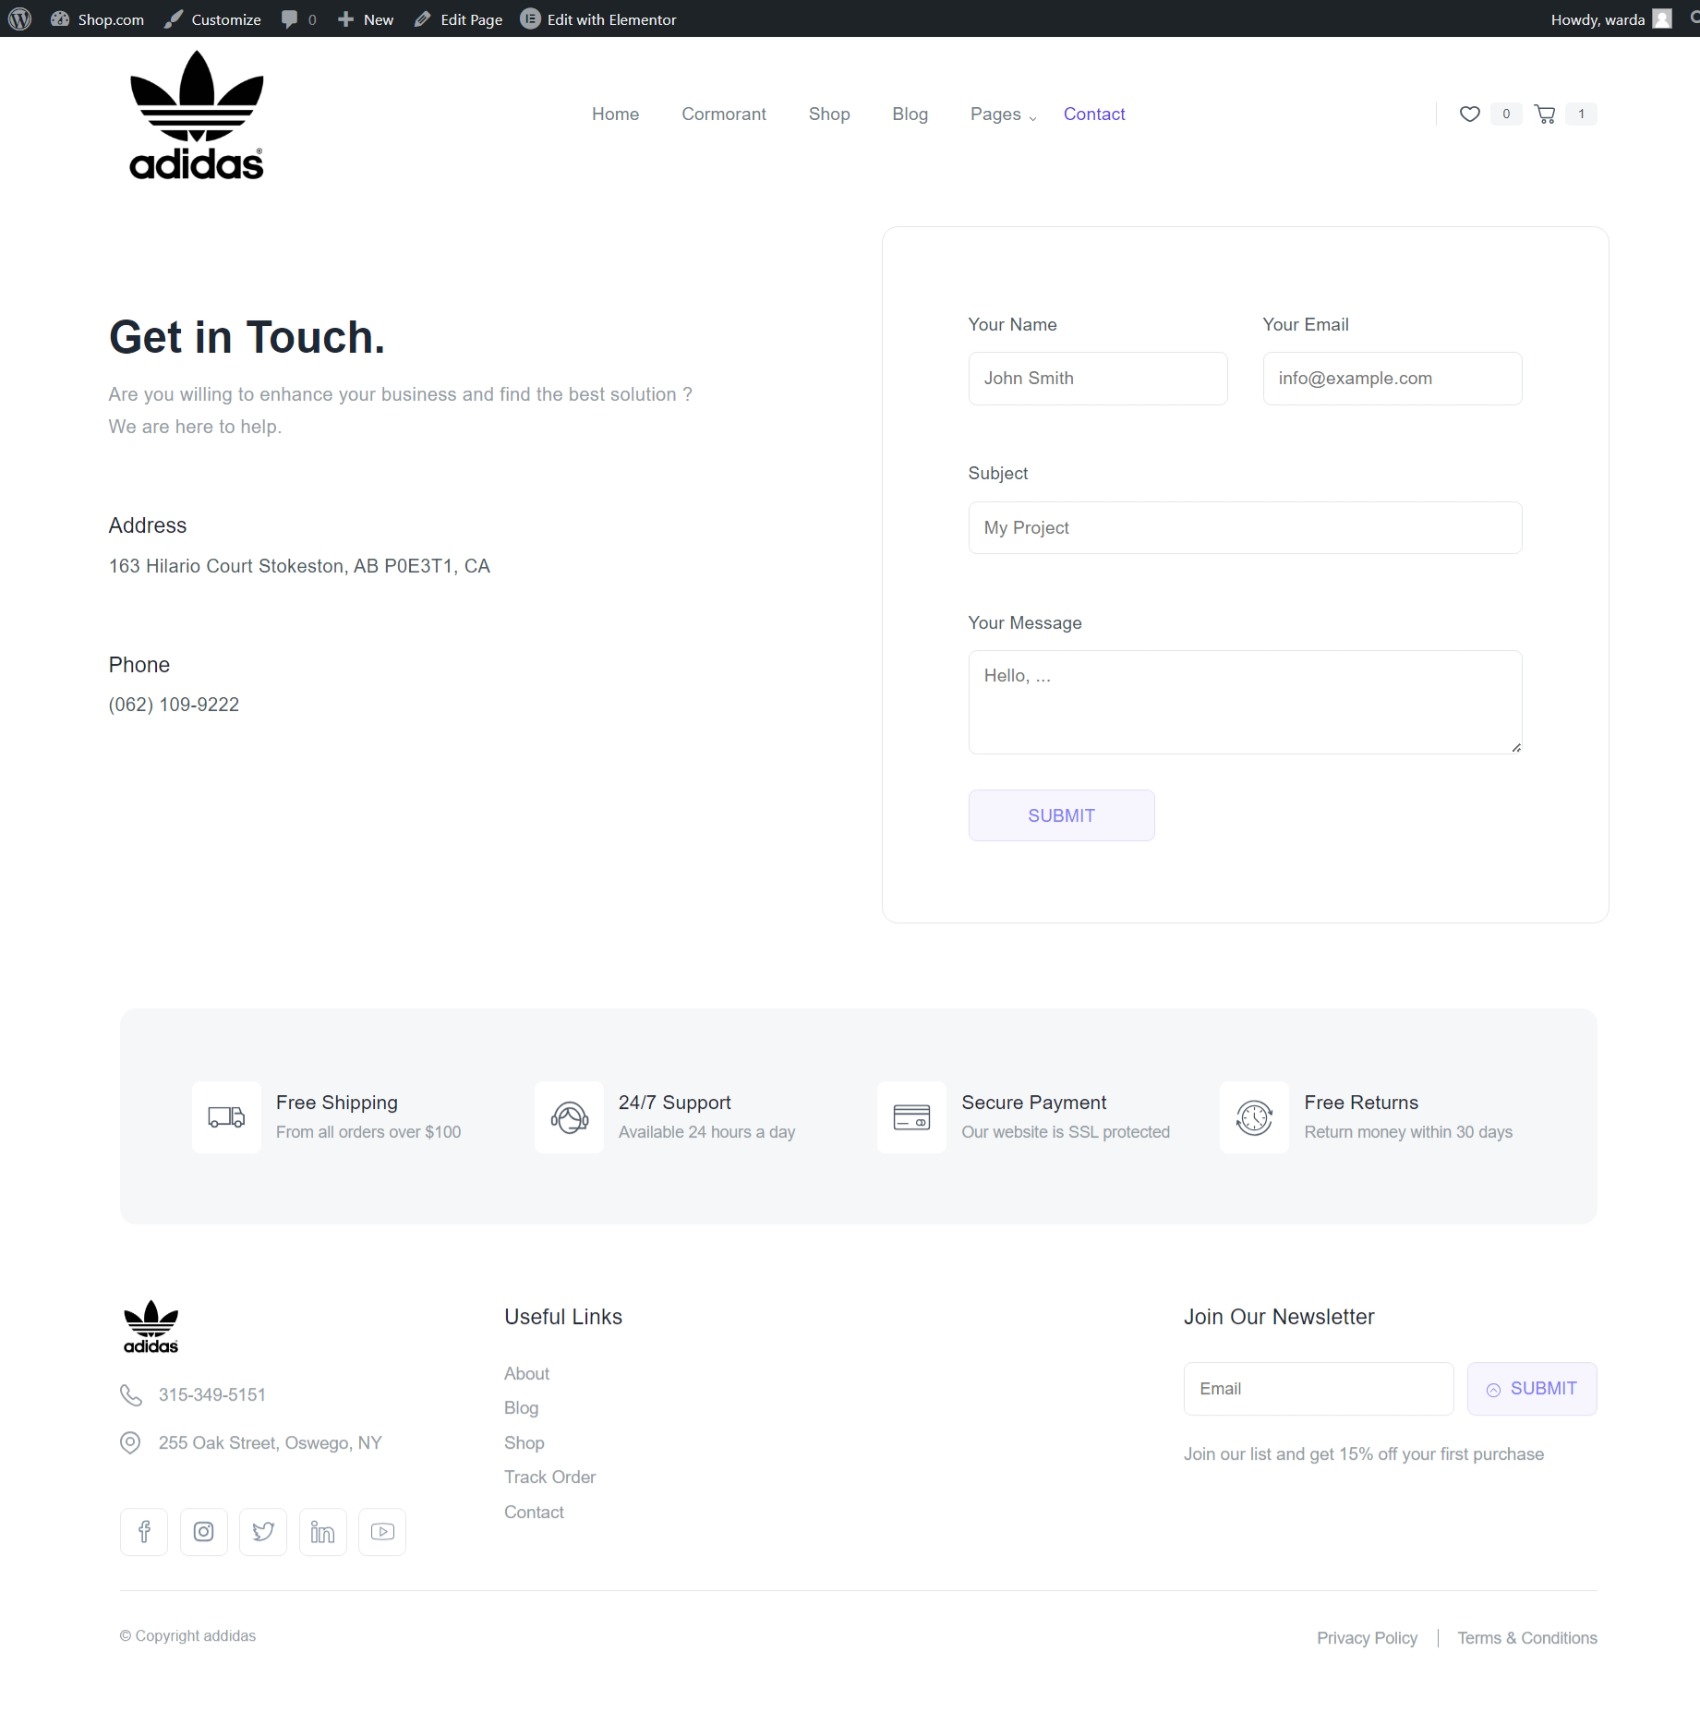 Shop.com Customize 0 New Edit Page Edit with Elementor Howdy, warda
adidas®
Home Cormorant Shop Blog Pages Contact 0 1
Get in Touch.
Are you willing to enhance your business and find the best solution ?
We are here to help.
Address
163 Hilario Court Stokeston, AB P0E3T1, CA
Phone
(062) 109-9222
Your Name Your Email
John Smith info@example.com
Subject
My Project
Your Message
Hello, ...
SUBMIT
Free Shipping
From all orders over $100
24/7 Support
Available 24 hours a day
Secure Payment
Our website is SSL protected
Free Returns
Return money within 30 days
adidas
315-349-5151
255 Oak Street, Oswego, NY
Useful Links
About
Blog
Shop
Track Order
Contact
Join Our Newsletter
Email SUBMIT
Join our list and get 15% off your first purchase
© Copyright addidas
Privacy Policy | Terms & Conditions